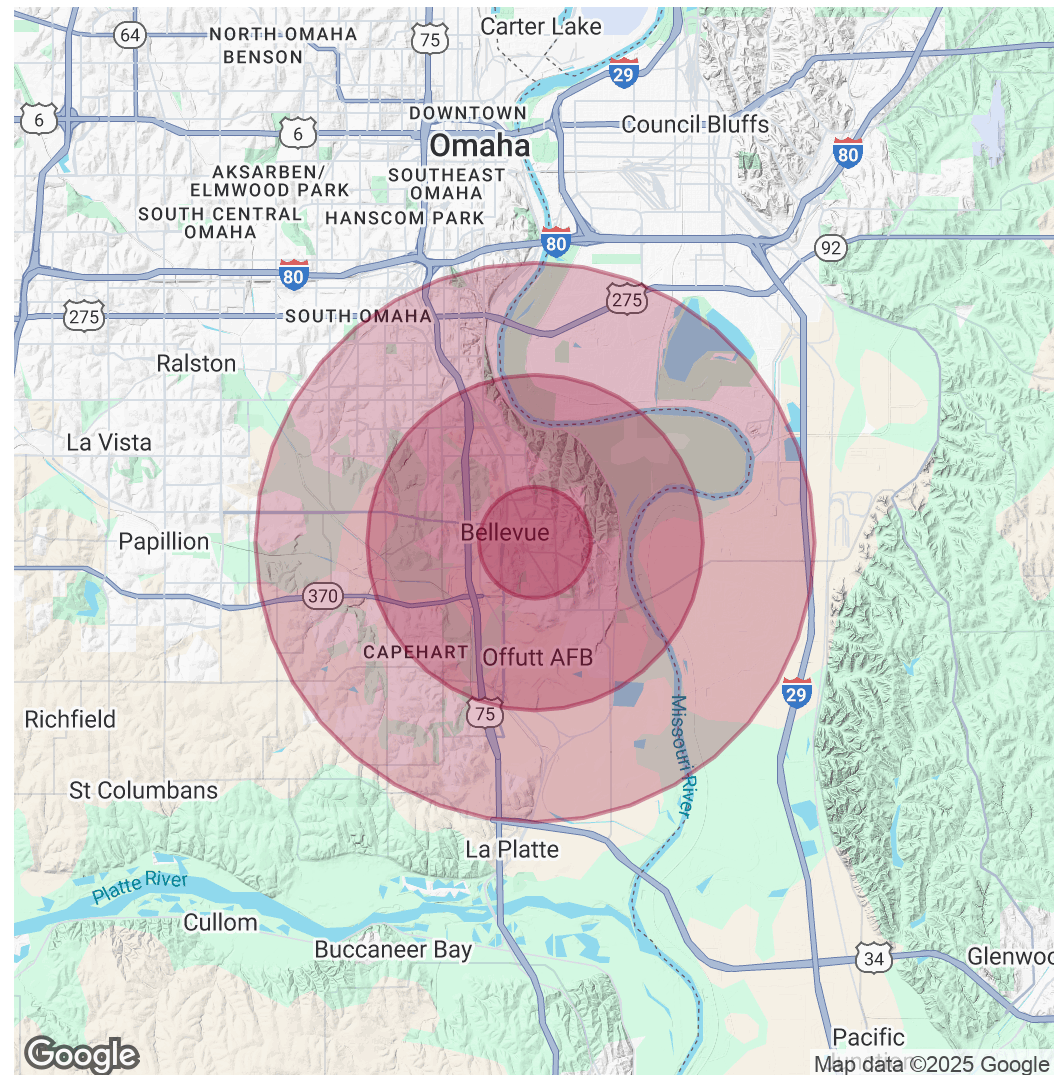 64
NORTH OMAHA
BENSON
75
Carter Lake
29
6
6
DOWNTOWN
Omaha
Council Bluffs
80
AKSARBEN/
ELMWOOD PARK
SOUTHEAST
OMAHA
SOUTH CENTRAL
OMAHA
HANSCOM PARK
80
92
80
275
275
SOUTH OMAHA
Ralston
La Vista
Papillion
Bellevue
370
CAPEHART
Offutt AFB
29
75
Richfield
Missouri River
St Columbans
La Platte
Platte River
Cullom
Buccaneer Bay
34
Glenwoo
Pacific
Junction
Google
Map data ©2025 Google